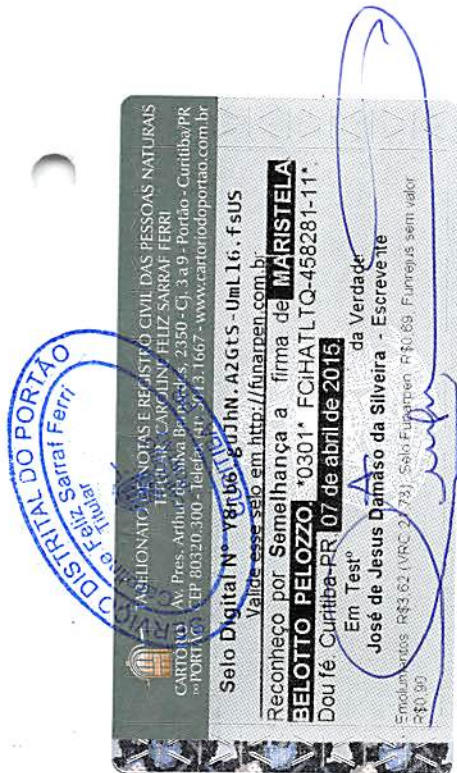 SERVIÇO DISTRITAL DO PORTÃO
Caroline Feliz Sarraf Ferri
Titular
TABELIONATO DE NOTAS E REGISTRO CIVIL DAS PESSOAS NATURAIS
TITULAR: CAROLINE FELIZ SARRAF FERRI
CARTÓRIO Av. Pres. Arthur da Silva Bernardes, 2350 - Cj. 3 a 9 - Portão - Curitiba/PR
DO PORTÃO CEP 80320.300 - Telefone 41. 3013.1667 - www.cartoriodoportao.com.br
Selo Digital Nº Y8rb6.gUJhN.A2GtS-UmL16.fsUS
Valide esse selo em http://funarpen.com.br
Reconheço por Semelhança a firma de MARISTELA
BELOTTO PELOZZO. *0301* FCIHATLTQ-458281-11*.
Dou fé. Curitiba-PR, 07 de abril de 2015.
Em Testº da Verdade
José de Jesus Damáso da Silveira - Escrevente
Emolumentos R$3,62 (VRC 21,73), Selo Funarpen R$0,69, Funrejus sem valor
R$0,90